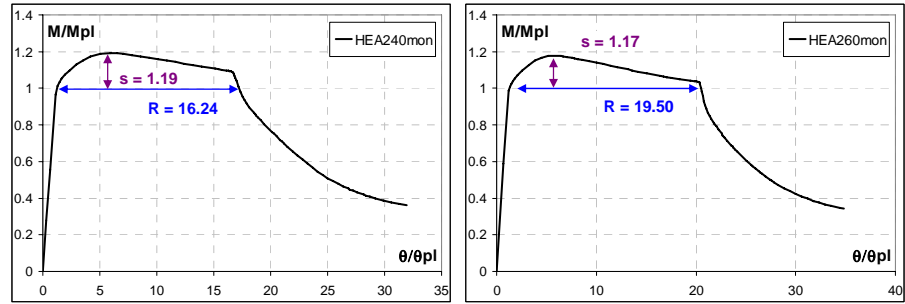 1.4
M/Mpl
HEA240mon
1.2
s = 1.19
1
R = 16.24
0.8
0.6
0.4
0.2
θ/θpl
0
0 5 10 15 20 25 30 35
1.4
M/Mpl
HEA260mon
s = 1.17
1.2
1
R = 19.50
0.8
0.6
0.4
0.2
θ/θpl
0
0 10 20 30 40